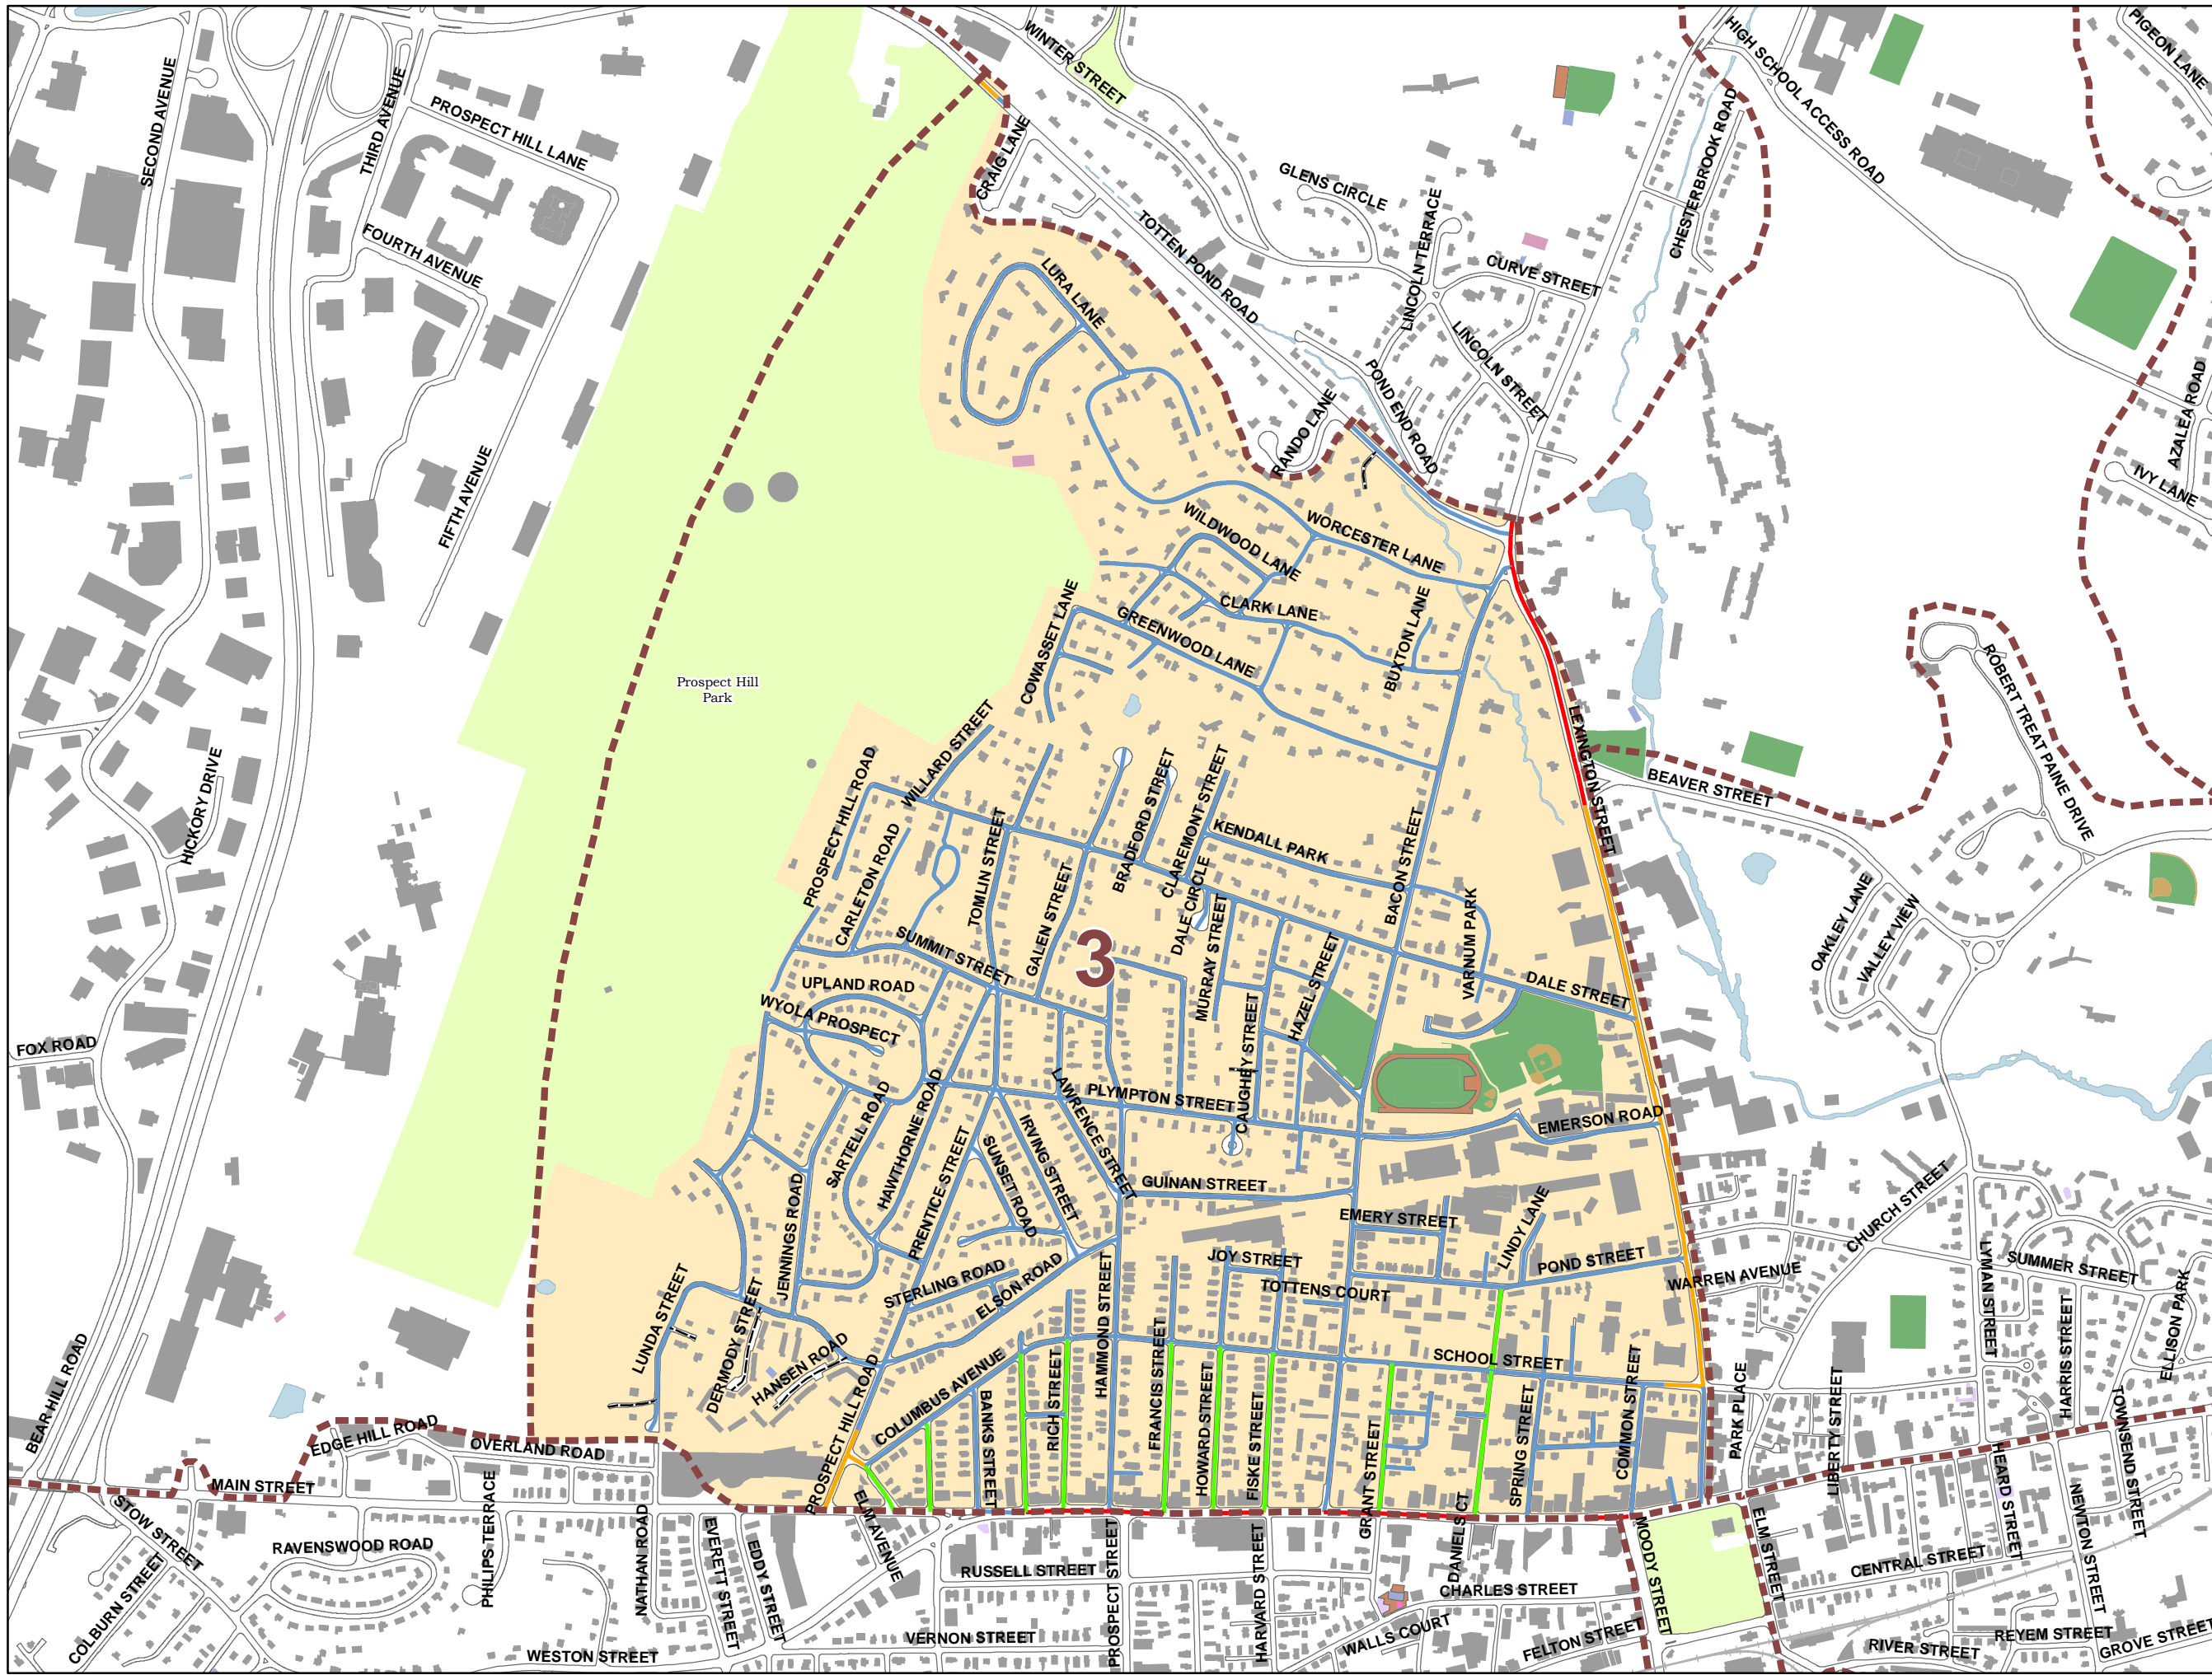 PIGEON LANE
WINTER STREET
HIGH SCHOOL ACCESS ROAD
SECOND AVENUE
THIRD AVENUE
PROSPECT HILL LANE
CHESTERBROOK ROAD
CRAIG LANE
GLENS CIRCLE
LINCOLN TERRACE
FOURTH AVENUE
TOTTEN POND ROAD
CURVE STREET
LURA LANE
LINCOLN STREET
POND END ROAD
AZALEA ROAD
RANDO LANE
IVY LANE
FIFTH AVENUE
WORCESTER LANE
WILDWOOD LANE
CLARK LANE
BUXTON LANE
GREENWOOD LANE
COWASSET LANE
ROBERT TREAT PAINE DRIVE
Prospect Hill
Park
LEXINGTON STREET
WILLARD STREET
HICKORY DRIVE
PROSPECT HILL ROAD
BRADFORD STREET
CLAREMONT STREET
BEAVER STREET
KENDALL PARK
CARLETON ROAD
TOMLIN STREET
BACON STREET
GALEN STREET
DALE CIRCLE
MURRAY STREET
VARNUM PARK
OAKLEY LANE
VALLEY VIEW
SUMMIT STREET
3
HAZEL STREET
DALE STREET
UPLAND ROAD
WYOLA PROSPECT
CAUGHEY STREET
FOX ROAD
LAWRENCE STREET
PLYMPTON STREET
EMERSON ROAD
SARTELL ROAD
HAWTHORNE ROAD
PRENTICE STREET
SUNSET ROAD
IRVING STREET
GUINAN STREET
JENNINGS ROAD
EMERY STREET
LINDY LANE
CHURCH STREET
JOY STREET
POND STREET
WARREN AVENUE
LYMAN STREET
SUMMER STREET
LUNDA STREET
DERMODY STREET
STERLING ROAD
ELSON ROAD
HAMMOND STREET
TOTTENS COURT
HARRIS STREET
ELLISON PARK
BEAR HILL ROAD
HANSEN ROAD
COLUMBUS AVENUE
FRANCIS STREET
SCHOOL STREET
COMMON STREET
PARK PLACE
LIBERTY STREET
PROSPECT HILL ROAD
BANKS STREET
RICH STREET
HOWARD STREET
FISKE STREET
GRANT STREET
SPRING STREET
TOWNSEND STREET
EDGE HILL ROAD
OVERLAND ROAD
MAIN STREET
HEARD STREET
STOW STREET
PHILIPS TERRACE
NATHAN ROAD
ELM AVENUE
DANIELS CT
MOODY STREET
ELM STREET
NEWTON STREET
RAVENSWOOD ROAD
EVERETT STREET
EDDY STREET
RUSSELL STREET
PROSPECT STREET
HARVARD STREET
CHARLES STREET
CENTRAL STREET
COLBURN STREET
WESTON STREET
VERNON STREET
WALLS COURT
FELTON STREET
RIVER STREET
REYEM STREET
GROVE STREET